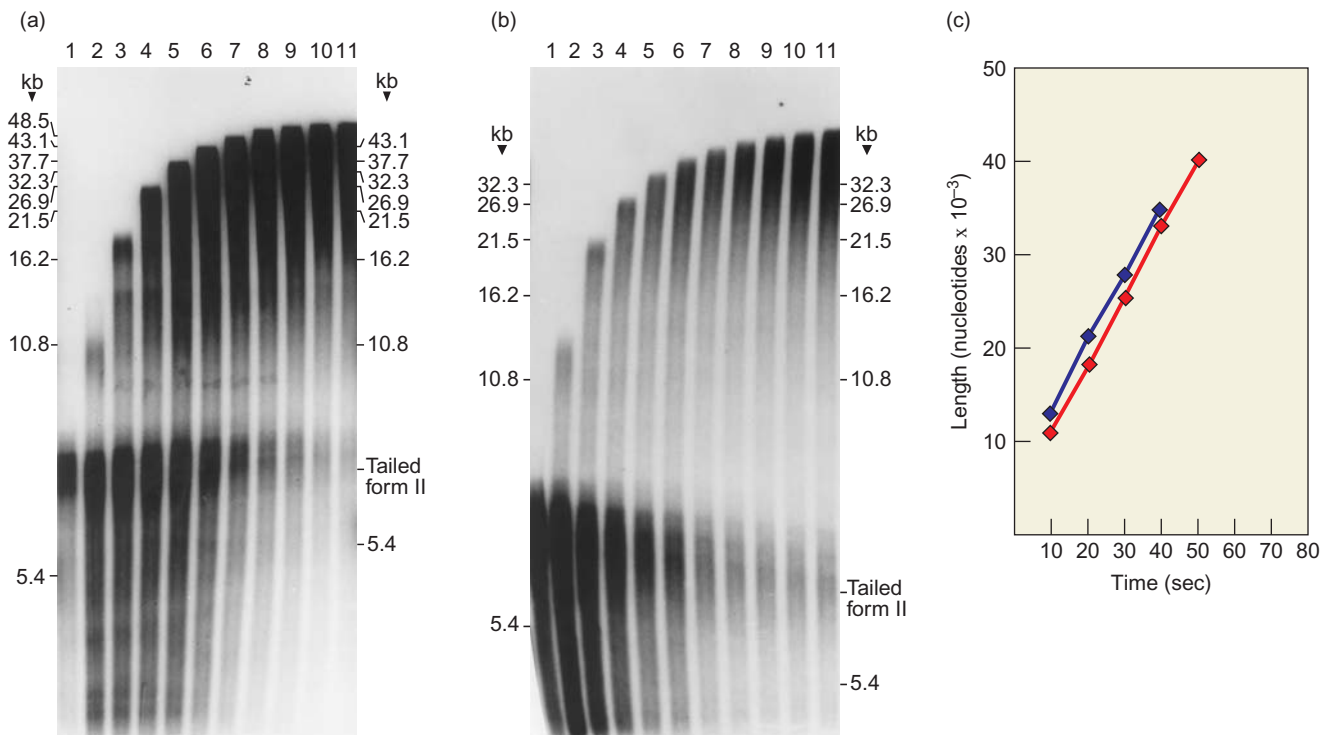 (a)
1 2 3 4 5 6 7 8 9 10 11
kb
48.5
43.1
37.7
32.3
26.9
21.5
16.2
10.8
5.4
kb
43.1
37.7
32.3
26.9
21.5
16.2
10.8
Tailed
form II
5.4
(b)
1 2 3 4 5 6 7 8 9 10 11
kb
32.3
26.9
21.5
16.2
10.8
5.4
kb
32.3
26.9
21.5
16.2
10.8
Tailed
form II
5.4
(c)
Length (nucleotides x 10⁻³)
50
40
30
20
10
10 20 30 40 50 60 70 80
Time (sec)